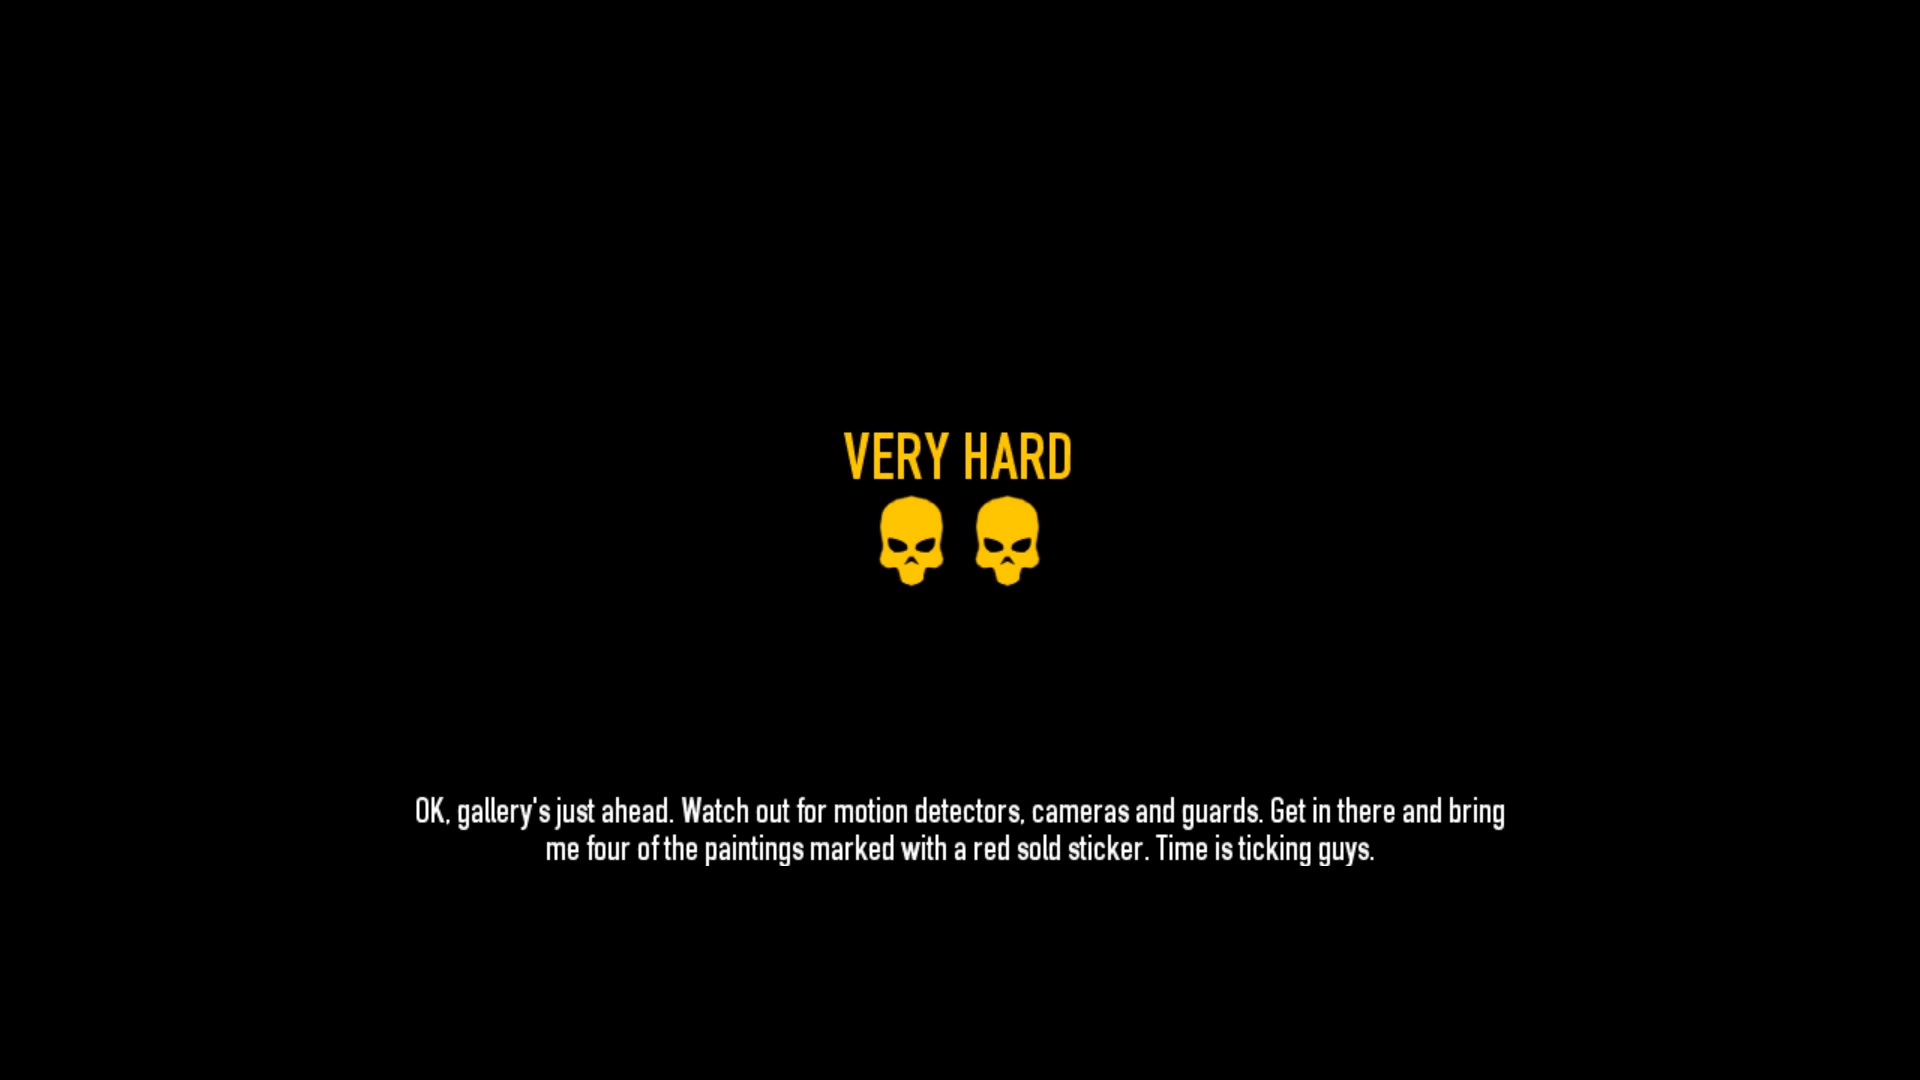 VERY HARD
OK, gallery's just ahead. Watch out for motion detectors, cameras and guards. Get in there and bring
me four of the paintings marked with a red sold sticker. Time is ticking guys.